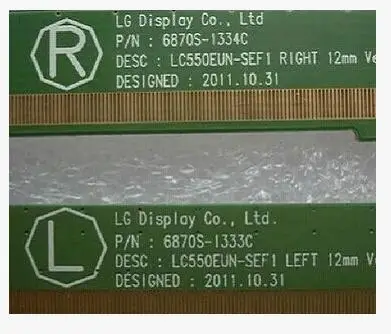 R
LG Display Co., Ltd
P/N : 6870S-1334C
DESC : LC550EUN-SEF1 RIGHT 12mm Ve
DESIGNED : 2011.10.31
L
LG Display Co., Ltd.
P/N : 6870S-1333C
DESC : LC550EUN-SEF1 LEFT 12mm V
DESIGNED : 2011.10.31